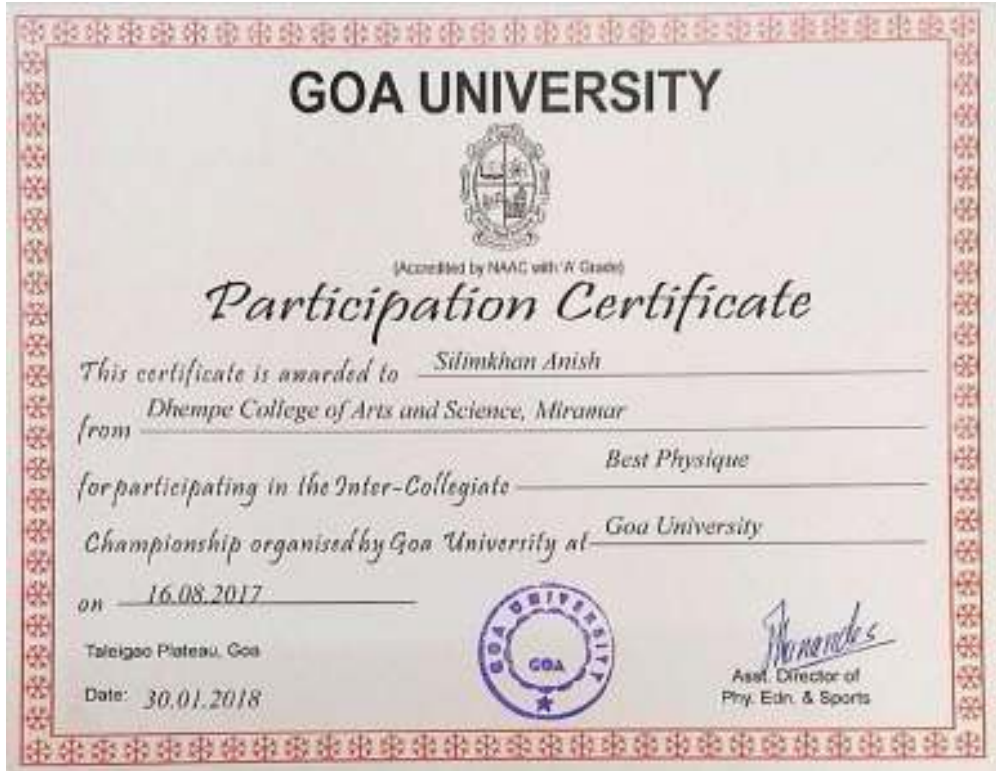 GOA UNIVERSITY
(Accredited by NAAC with 'A' Grade)
Participation Certificate
This certificate is awarded to Silimkhan Anish
from Dhempe College of Arts and Science, Miramar
for participating in the Inter-Collegiate Best Physique
Championship organised by Goa University at Goa University
on 16.08.2017
GOA UNIVERSITY
GOA
Taleigao Plateau, Goa
Date: 30.01.2018
Asst. Director of
Phy. Edn. & Sports